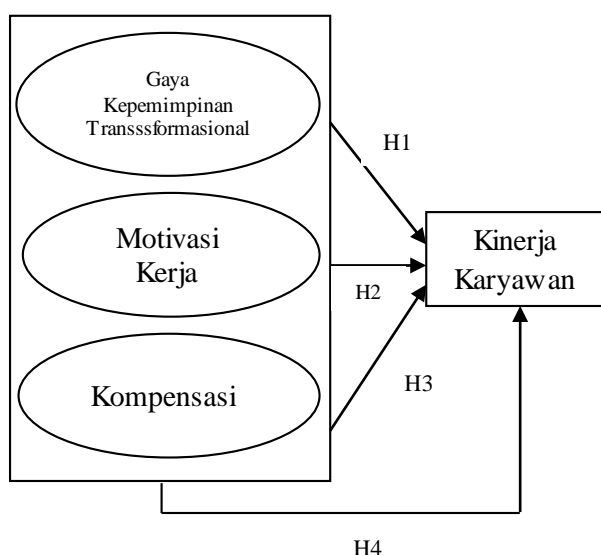 Gaya
Kepemimpinan
Transssformasional
H1
Motivasi
Kerja
H2
Kinerja
Karyawan
Kompensasi
H3
H4